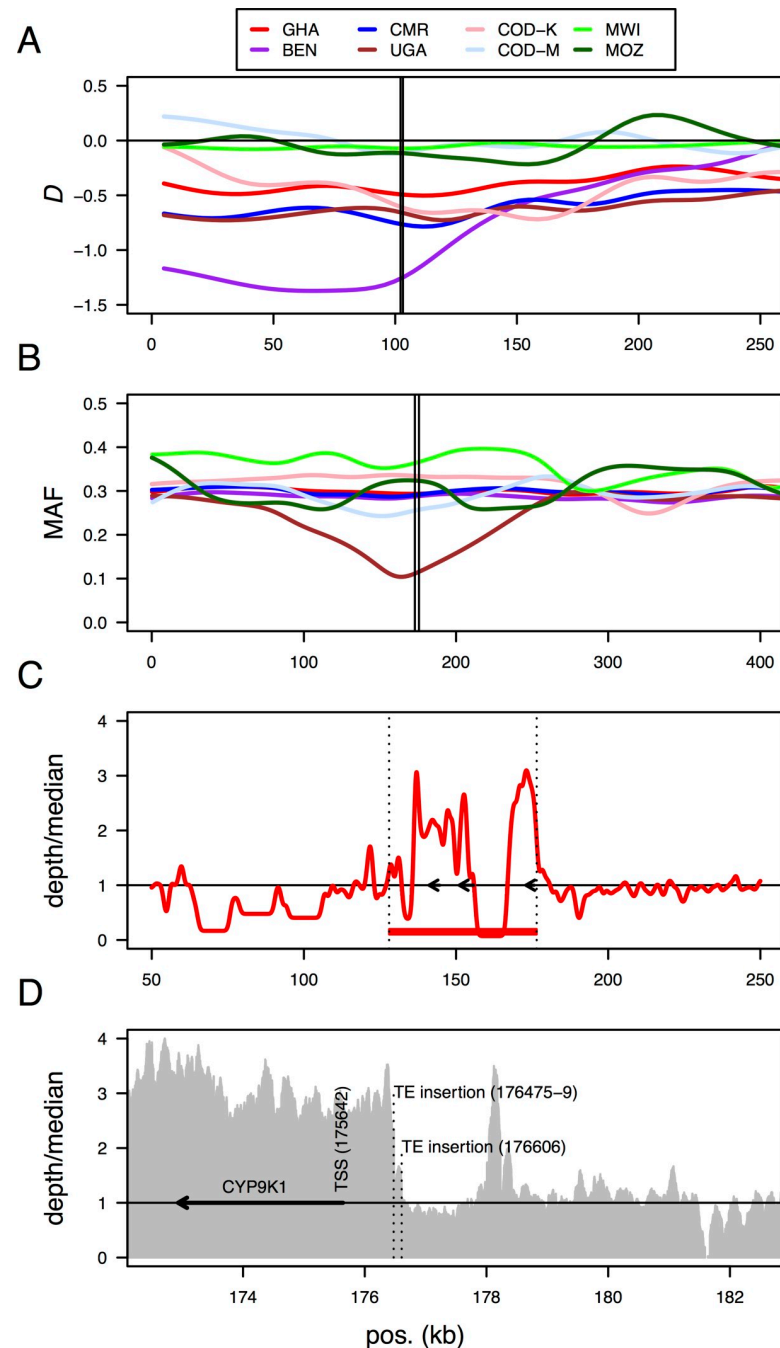 A
GHA CMR COD−K MWI
BEN UGA COD−M MOZ
0.5
0.0
−0.5
−1.0
−1.5
D
0 50 100 150 200 250
B
0.5
0.4
0.3
0.2
0.1
0.0
MAF
0 100 200 300 400
C
4
3
2
1
0
depth/median
50 100 150 200 250
D
4
3
2
1
0
depth/median
TE insertion (176475−9)
TE insertion (176606)
TSS (175642)
CYP9K1
174 176 178 180 182
pos. (kb)